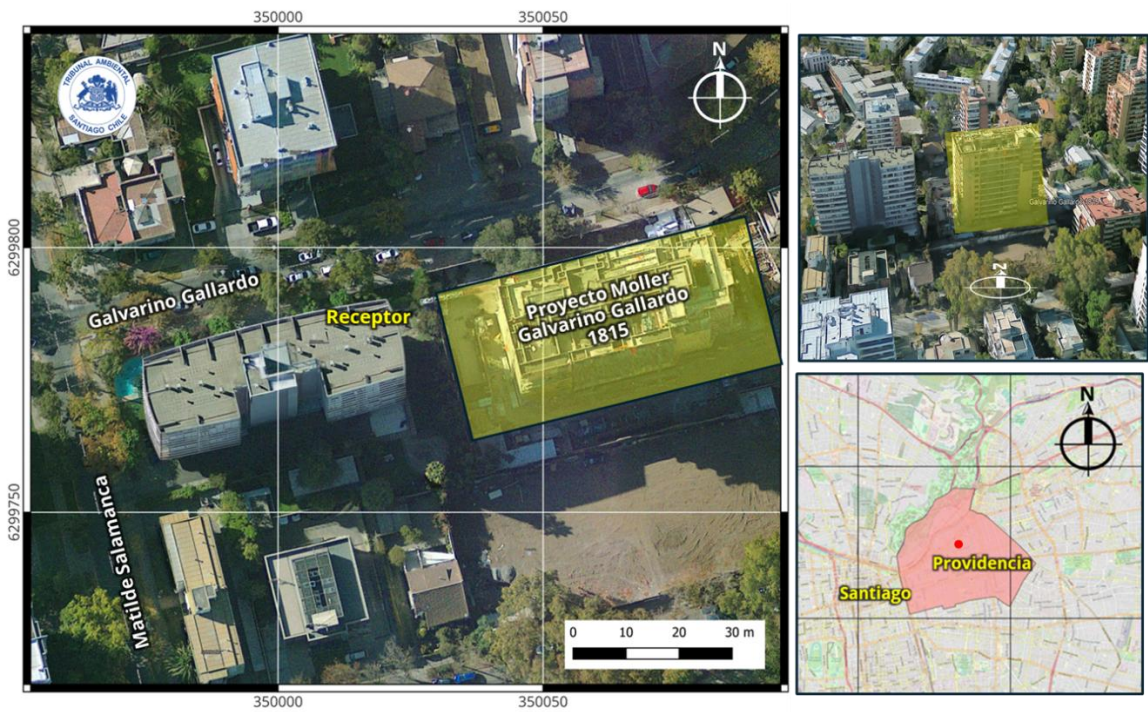 350000
350050
TRIBUNAL AMBIENTAL
SANTIAGO CHILE
N
6299800
6299750
Galvarino Gallardo
Receptor
Proyecto Moller
Galvarino Gallardo
1815
Matilde Salamanca
0 10 20 30 m
350000
350050
Galvarino Gallardo
N
N
Providencia
Santiago